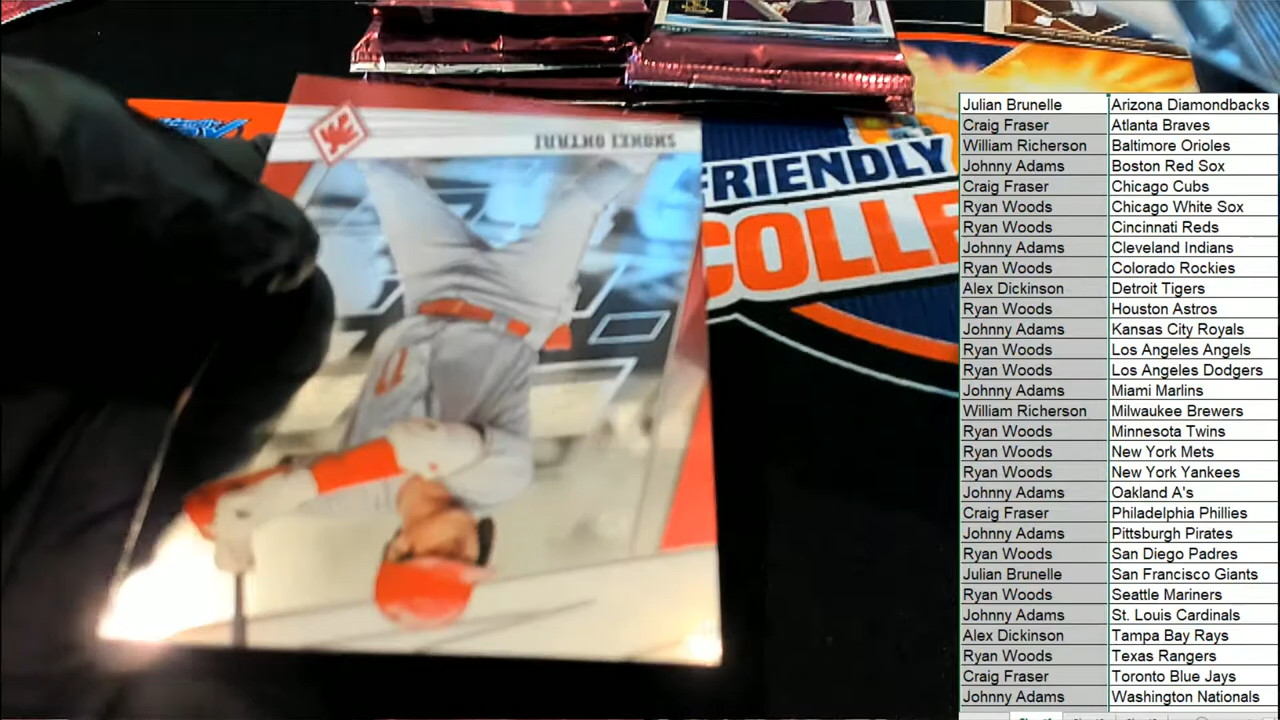 SHOHEI OHTANI
17
FRIENDLY
COLLE
Julian Brunelle Arizona Diamondbacks
Craig Fraser Atlanta Braves
William Richerson Baltimore Orioles
Johnny Adams Boston Red Sox
Craig Fraser Chicago Cubs
Ryan Woods Chicago White Sox
Ryan Woods Cincinnati Reds
Johnny Adams Cleveland Indians
Ryan Woods Colorado Rockies
Alex Dickinson Detroit Tigers
Ryan Woods Houston Astros
Johnny Adams Kansas City Royals
Ryan Woods Los Angeles Angels
Ryan Woods Los Angeles Dodgers
Johnny Adams Miami Marlins
William Richerson Milwaukee Brewers
Ryan Woods Minnesota Twins
Ryan Woods New York Mets
Ryan Woods New York Yankees
Johnny Adams Oakland A's
Craig Fraser Philadelphia Phillies
Johnny Adams Pittsburgh Pirates
Ryan Woods San Diego Padres
Julian Brunelle San Francisco Giants
Ryan Woods Seattle Mariners
Johnny Adams St. Louis Cardinals
Alex Dickinson Tampa Bay Rays
Ryan Woods Texas Rangers
Craig Fraser Toronto Blue Jays
Johnny Adams Washington Nationals